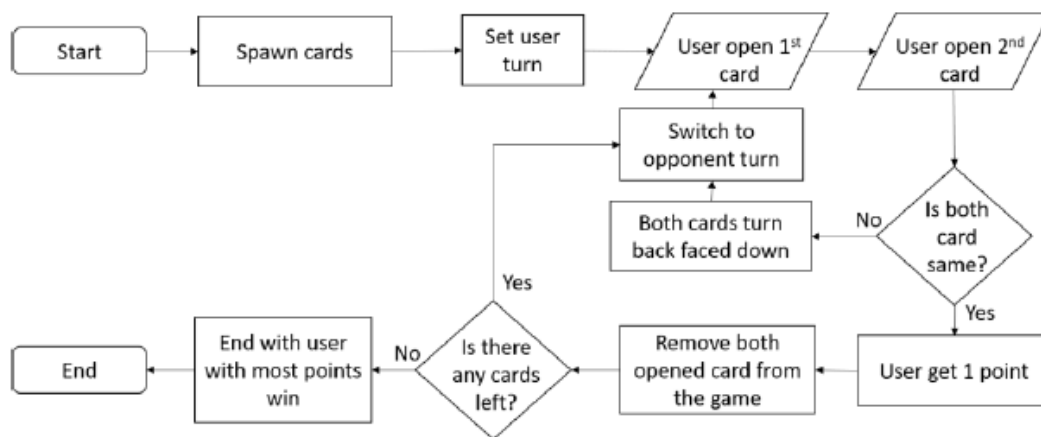 Start
Spawn cards
Set user
turn
User open 1st
card
User open 2nd
card
Switch to
opponent turn
Both cards turn
back faced down
No
Is both
card
same?
Yes
Yes
End
End with user
with most points
win
No
Is there
any cards
left?
Remove both
opened card from
the game
User get 1 point